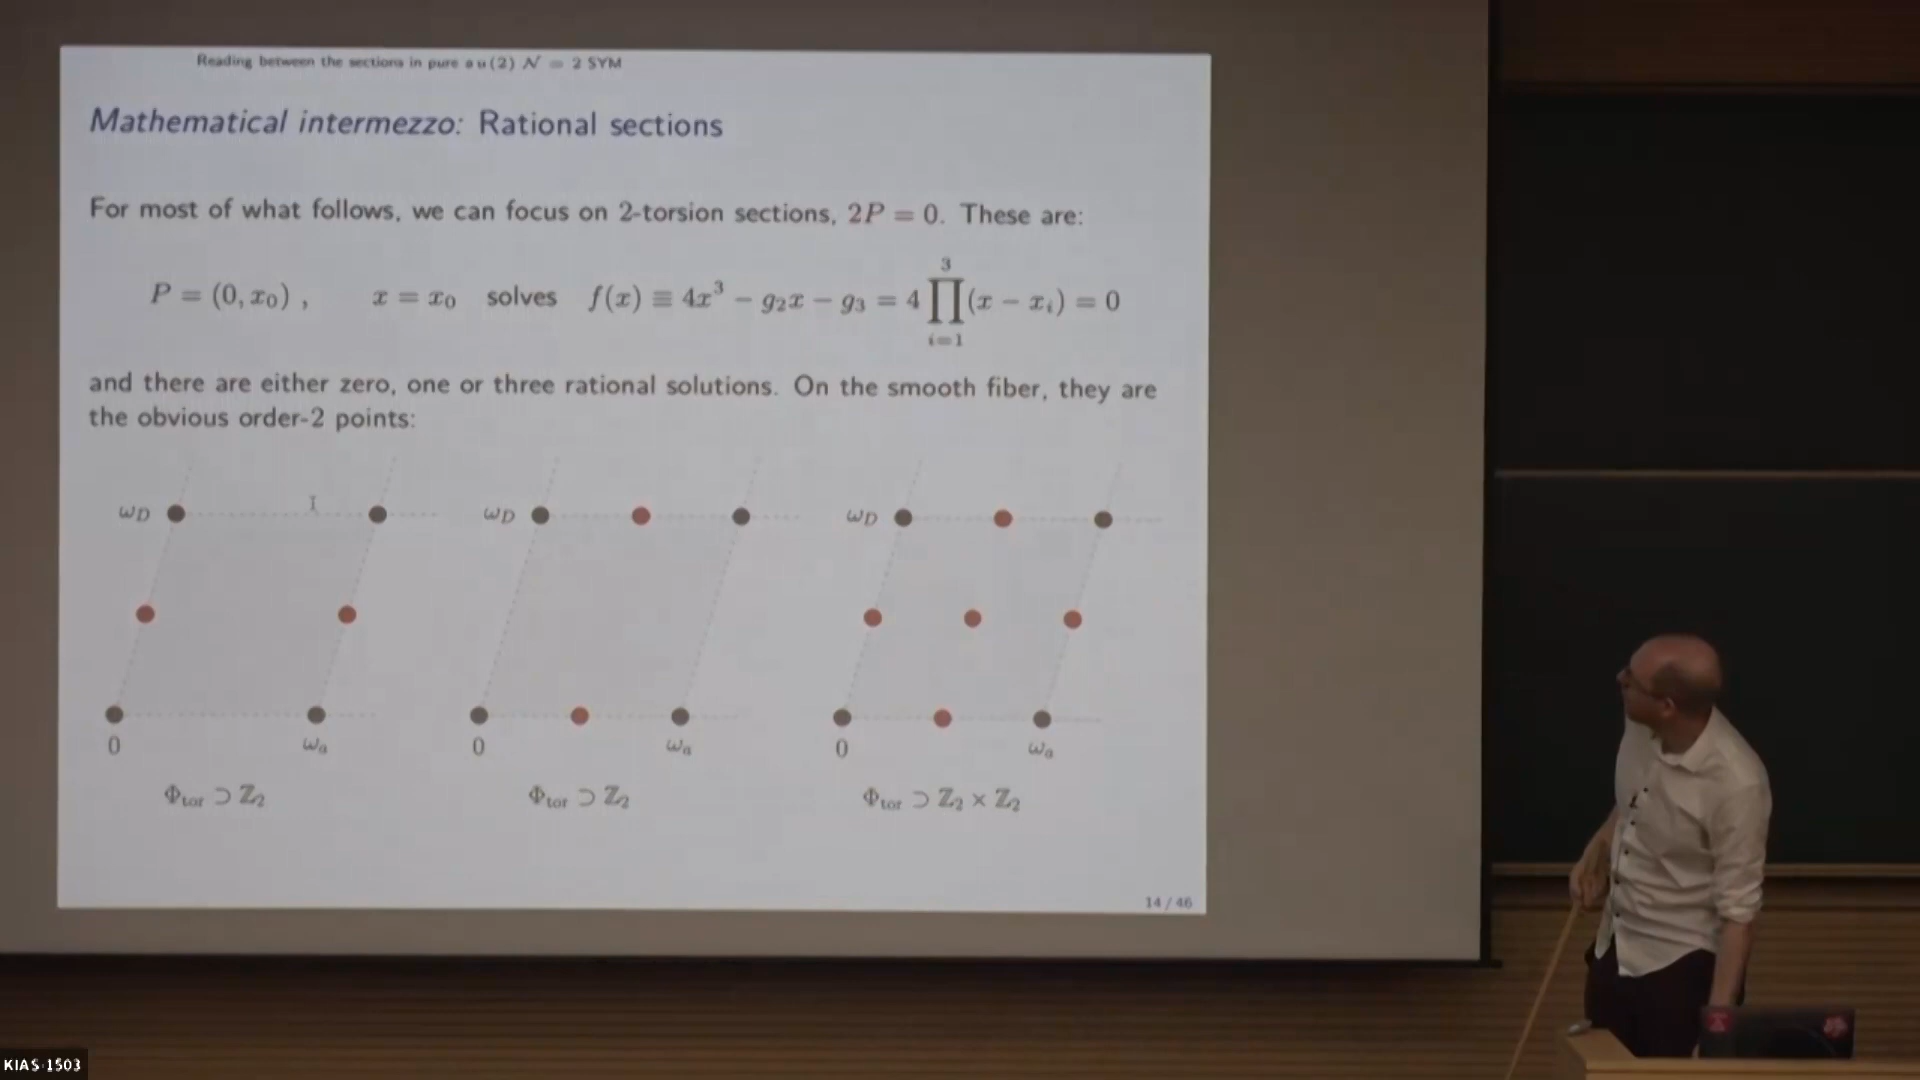 Reading between the sections in pure su(2) 𝒩 = 2 SYM
Mathematical intermezzo: Rational sections
For most of what follows, we can focus on 2-torsion sections, 2P = 0. These are:
P = (0, x₀) , x = x₀ solves f(x) ≡ 4x³ − g₂x − g₃ = 4 ∏³ᵢ₌₁ (x − xᵢ) = 0
and there are either zero, one or three rational solutions. On the smooth fiber, they are
the obvious order-2 points:
ω_D ω_D ω_D
0 ω_a 0 ω_a 0 ω_a
Φ_tor ⊃ ℤ₂ Φ_tor ⊃ ℤ₂ Φ_tor ⊃ ℤ₂ × ℤ₂
14 / 46
KIAS 1503